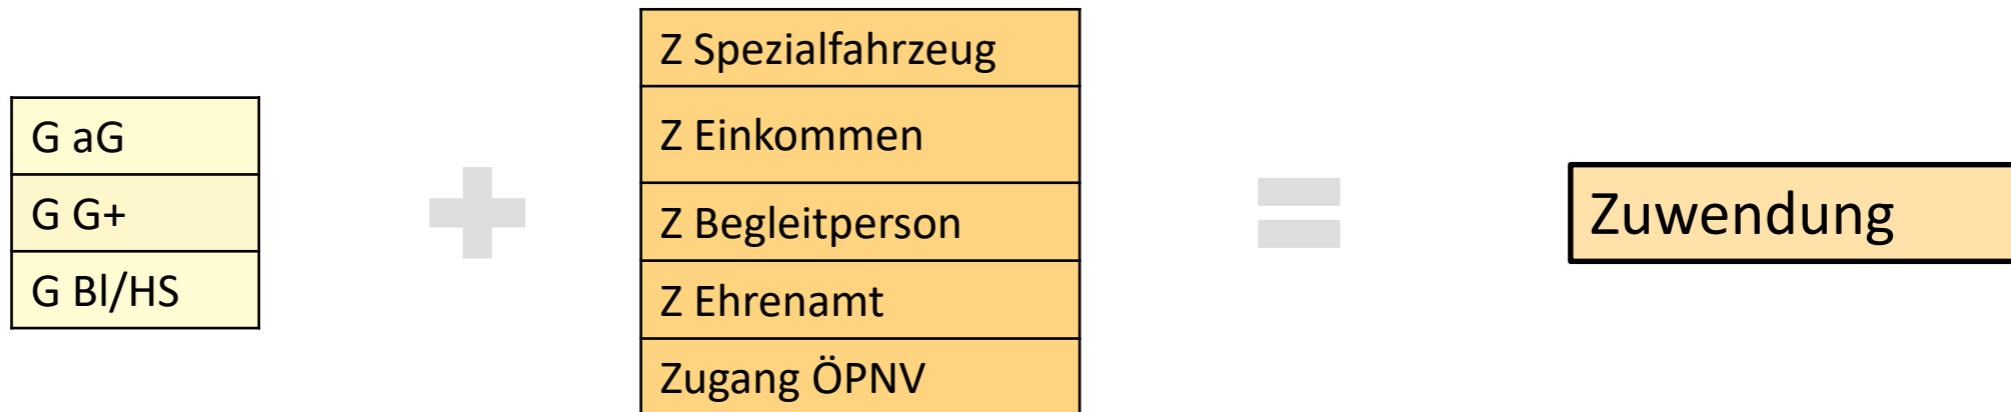 G aG
G G+
G Bl/HS
Z Spezialfahrzeug
Z Einkommen
Z Begleitperson
Z Ehrenamt
Zugang ÖPNV
Zuwendung